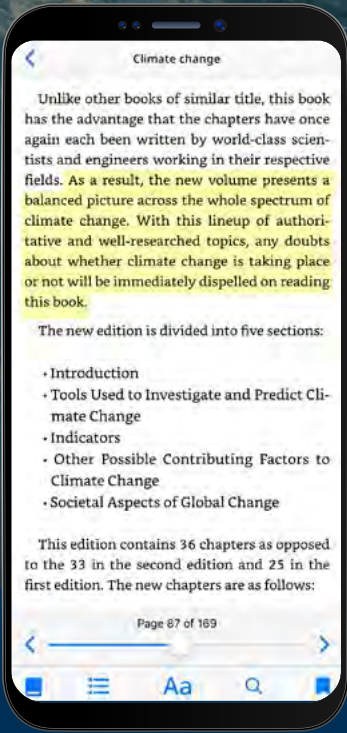 Climate change
Unlike other books of similar title, this book
has the advantage that the chapters have once
again each been written by world-class scien-
tists and engineers working in their respective
fields. As a result, the new volume presents a
balanced picture across the whole spectrum of
climate change. With this lineup of authori-
tative and well-researched topics, any doubts
about whether climate change is taking place
or not will be immediately dispelled on reading
this book.
The new edition is divided into five sections:
• Introduction
• Tools Used to Investigate and Predict Cli-
mate Change
• Indicators
• Other Possible Contributing Factors to
Climate Change
• Societal Aspects of Global Change
This edition contains 36 chapters as opposed
to the 33 in the second edition and 25 in the
first edition. The new chapters are as follows:
Page 87 of 169
Aa